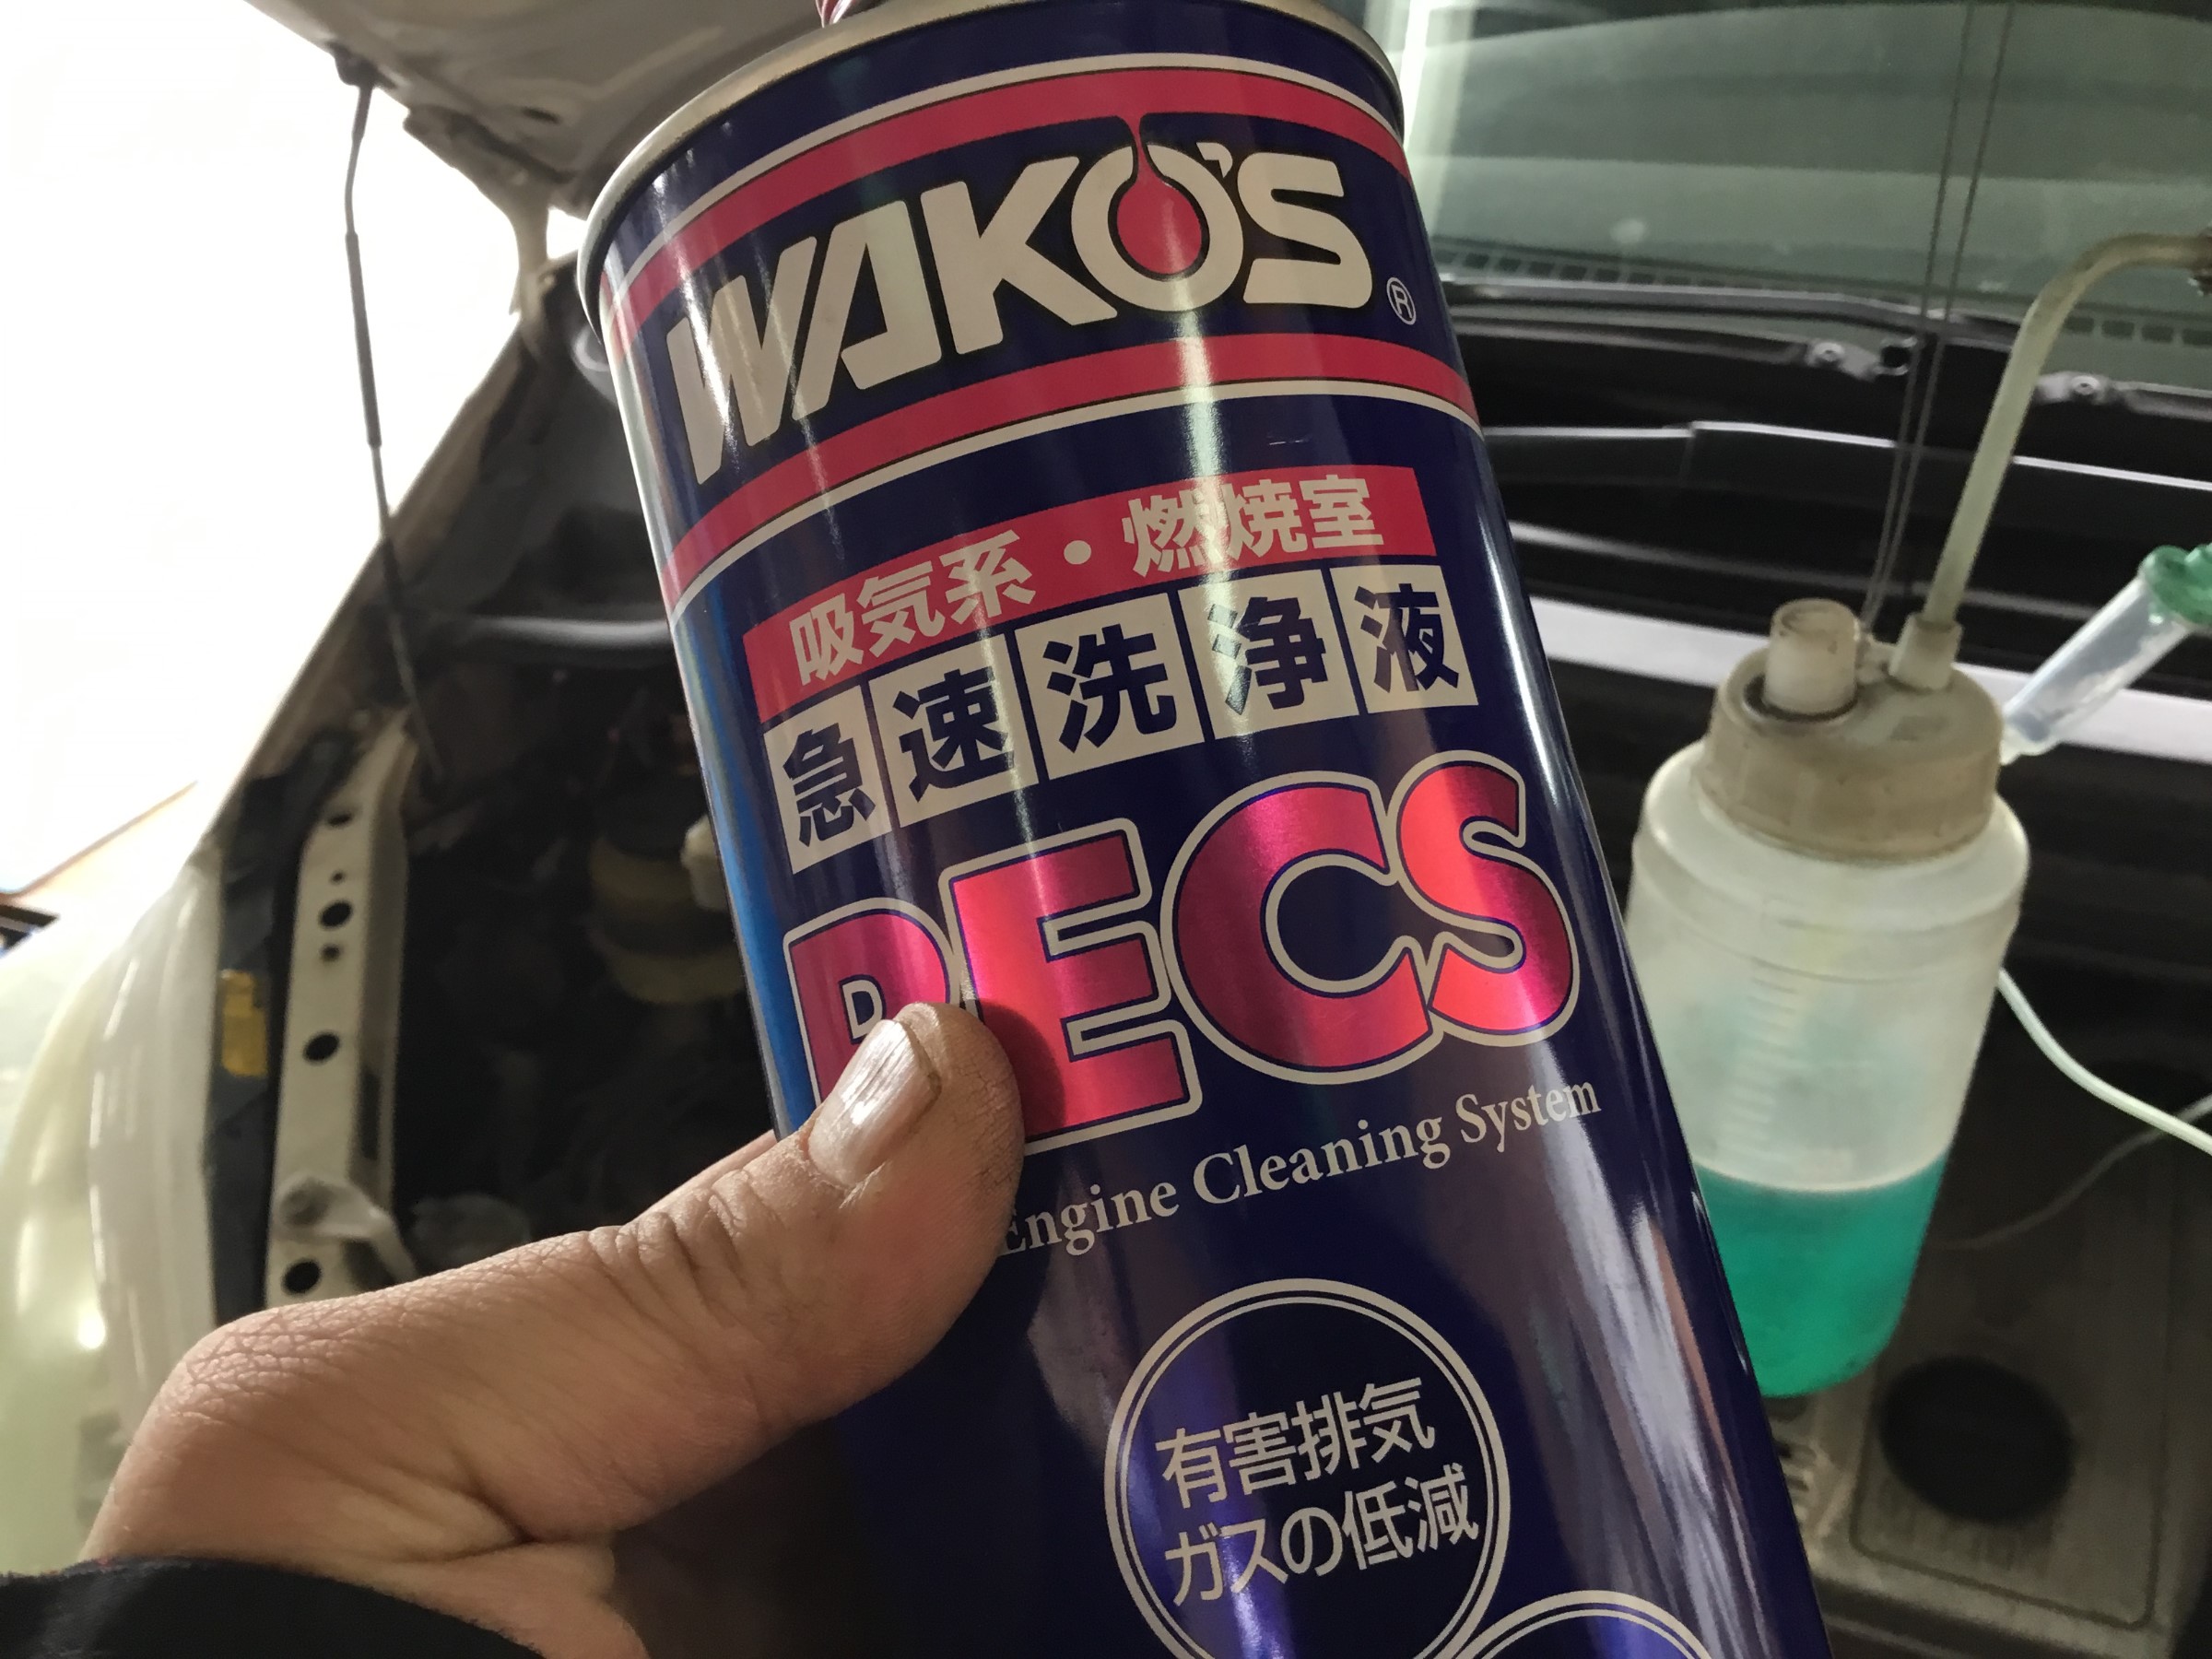 WAKO'S®
吸気系・燃焼室
急速洗浄液
RECS
Engine Cleaning System
有害排気
ガスの低減